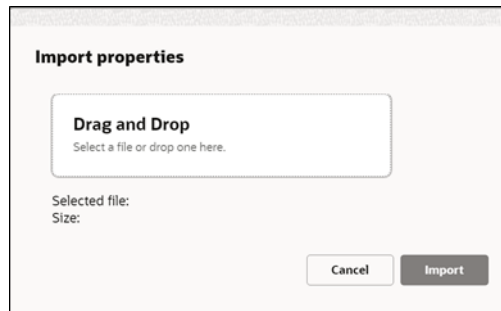 Import properties
Drag and Drop
Select a file or drop one here.
Selected file:
Size:
Cancel Import